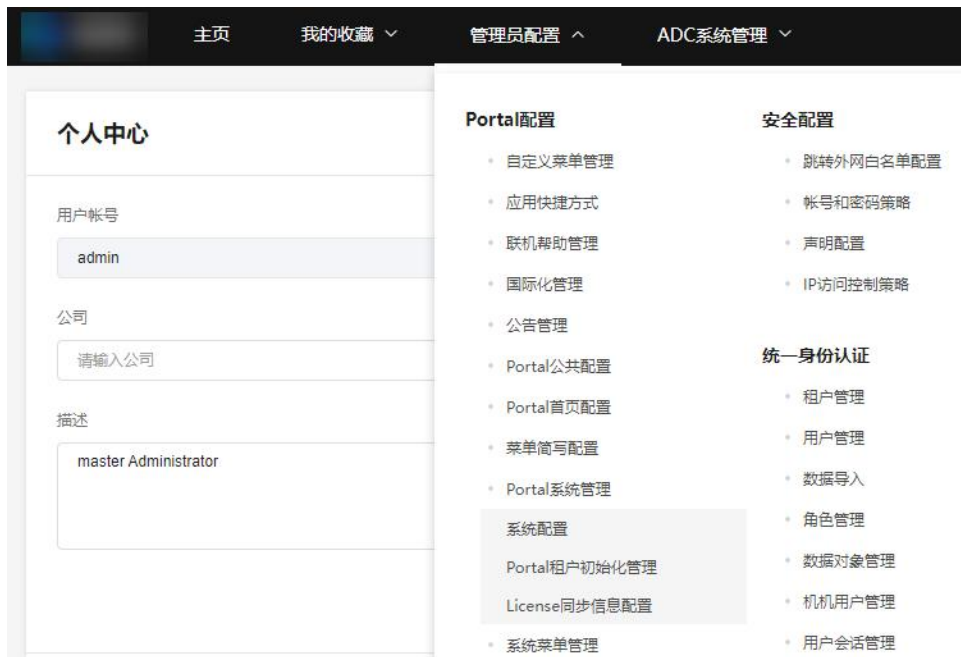 主页
我的收藏
管理员配置
ADC系统管理
个人中心
用户帐号
admin
公司
请输入公司
描述
master Administrator
Portal配置
自定义菜单管理
应用快捷方式
联机帮助管理
国际化管理
公告管理
Portal公共配置
Portal首页配置
菜单简写配置
Portal系统管理
系统配置
Portal租户初始化管理
License同步信息配置
系统菜单管理
安全配置
跳转外网白名单配置
帐号和密码策略
声明配置
IP访问控制策略
统一身份认证
租户管理
用户管理
数据导入
角色管理
数据对象管理
机机用户管理
用户会话管理